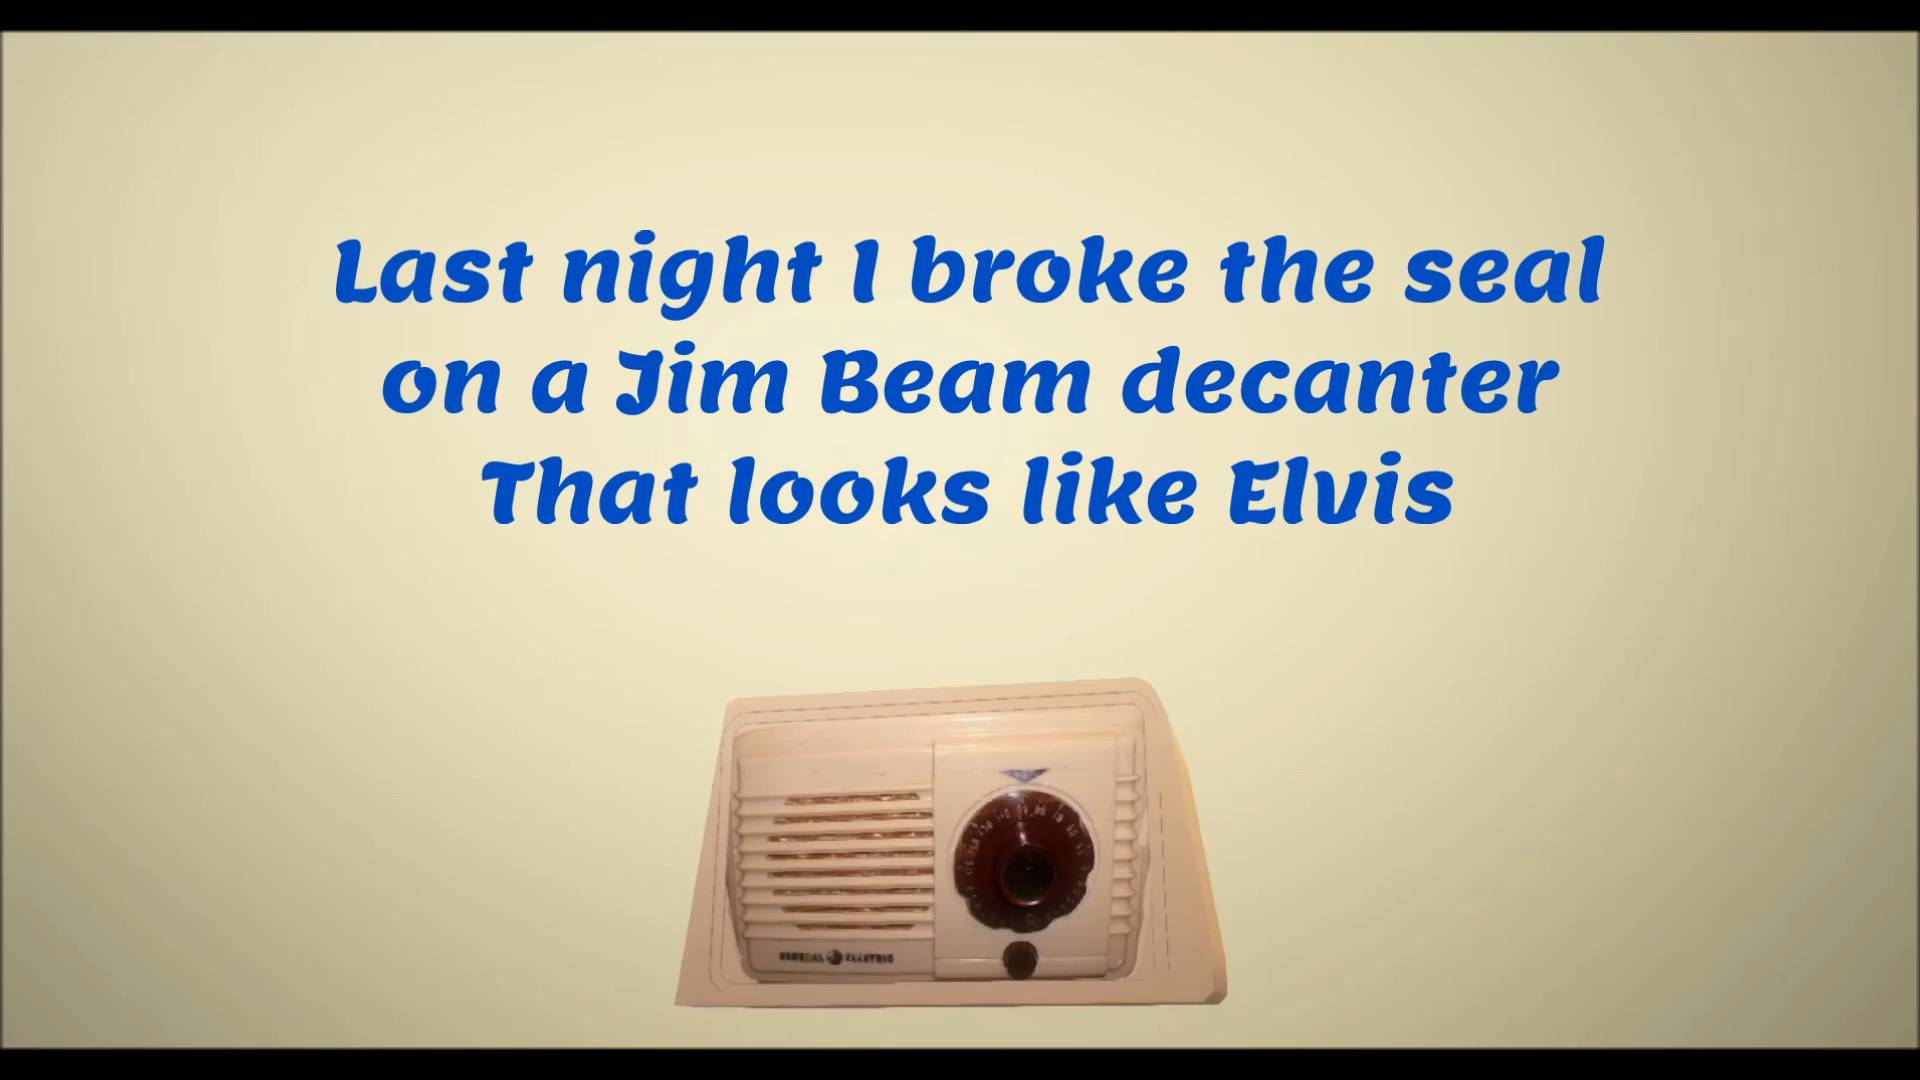 Last night I broke the seal
on a Jim Beam decanter
That looks like Elvis